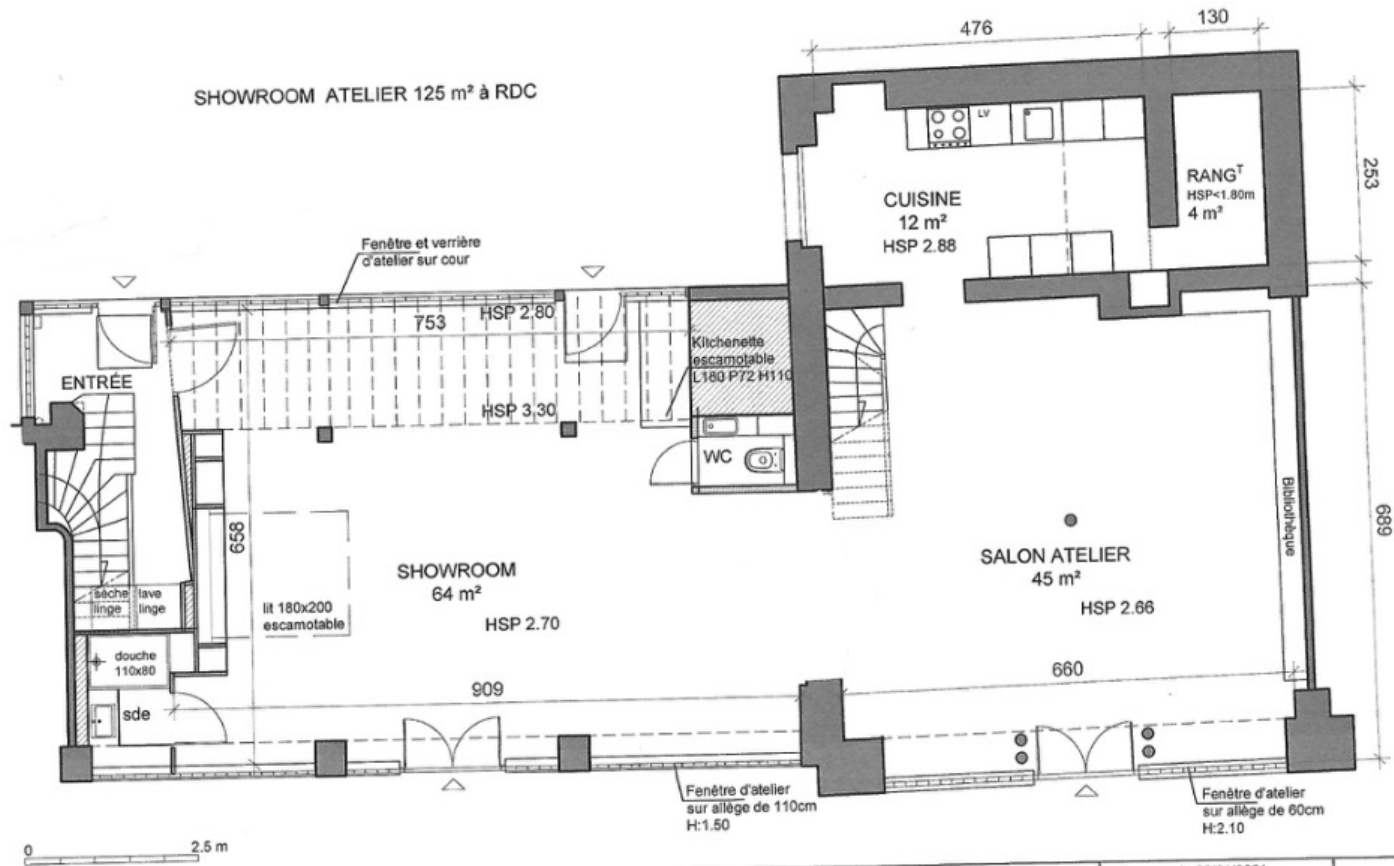 476
130
SHOWROOM ATELIER 125 m² à RDC
LV
253
RANGᵀ
HSP<1.80m
4 m²
CUISINE
12 m²
HSP 2.88
Fenêtre et verrière
d'atelier sur cour
HSP 2.80
753
Kitchenette
escamotable
L180 P72 H110
ENTRÉE
HSP 3.30
WC
Bibliothèque
689
658
SHOWROOM
64 m²
HSP 2.70
SALON ATELIER
45 m²
HSP 2.66
sèche
linge
lave
linge
lit 180x200
escamotable
douche
110x80
sde
909
660
Fenêtre d'atelier
sur allège de 110cm
H:1.50
Fenêtre d'atelier
sur allège de 60cm
H:2.10
0
2.5 m